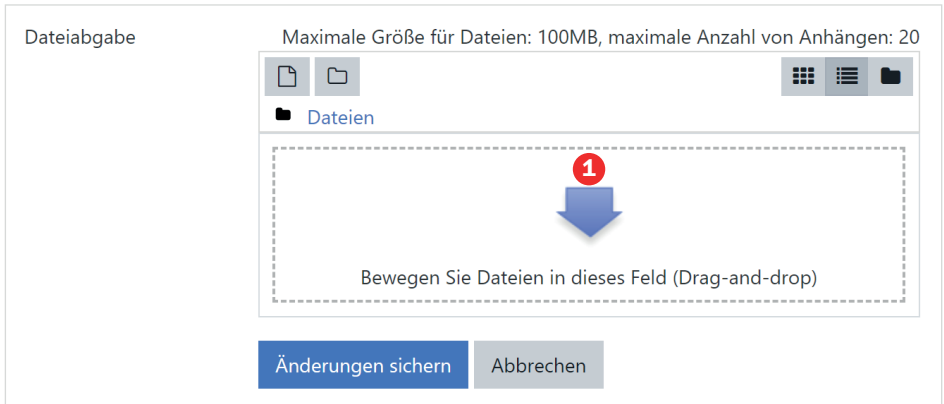 Dateiabgabe
Maximale Größe für Dateien: 100MB, maximale Anzahl von Anhängen: 20
Dateien
1
Bewegen Sie Dateien in dieses Feld (Drag-and-drop)
Änderungen sichern
Abbrechen